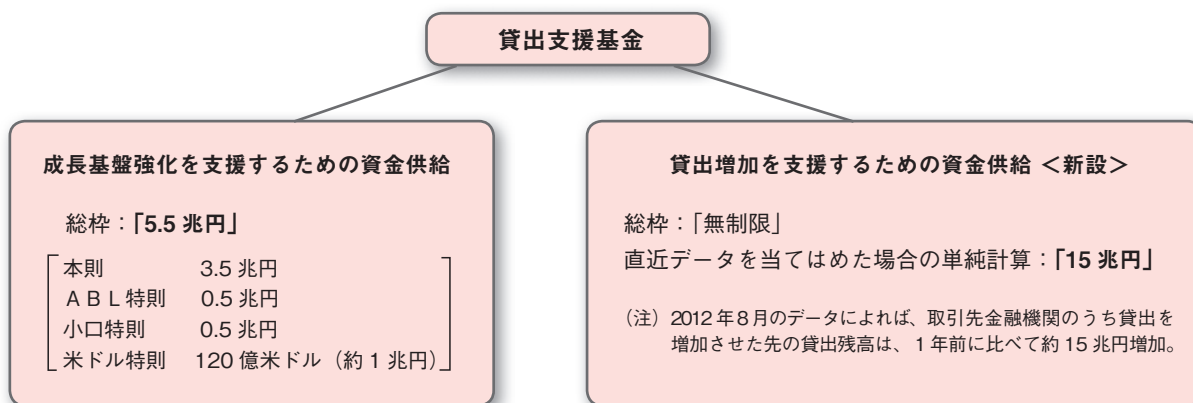 貸出支援基金
成長基盤強化を支援するための資金供給
総枠：「5.5 兆円」
本則 3.5 兆円
ＡＢＬ特則 0.5 兆円
小口特則 0.5 兆円
米ドル特則 120 億米ドル（約 1 兆円）
貸出増加を支援するための資金供給 ＜新設＞
総枠：「無制限」
直近データを当てはめた場合の単純計算：「15 兆円」
（注）2012 年８月のデータによれば、取引先金融機関のうち貸出を
増加させた先の貸出残高は、１年前に比べて約 15 兆円増加。